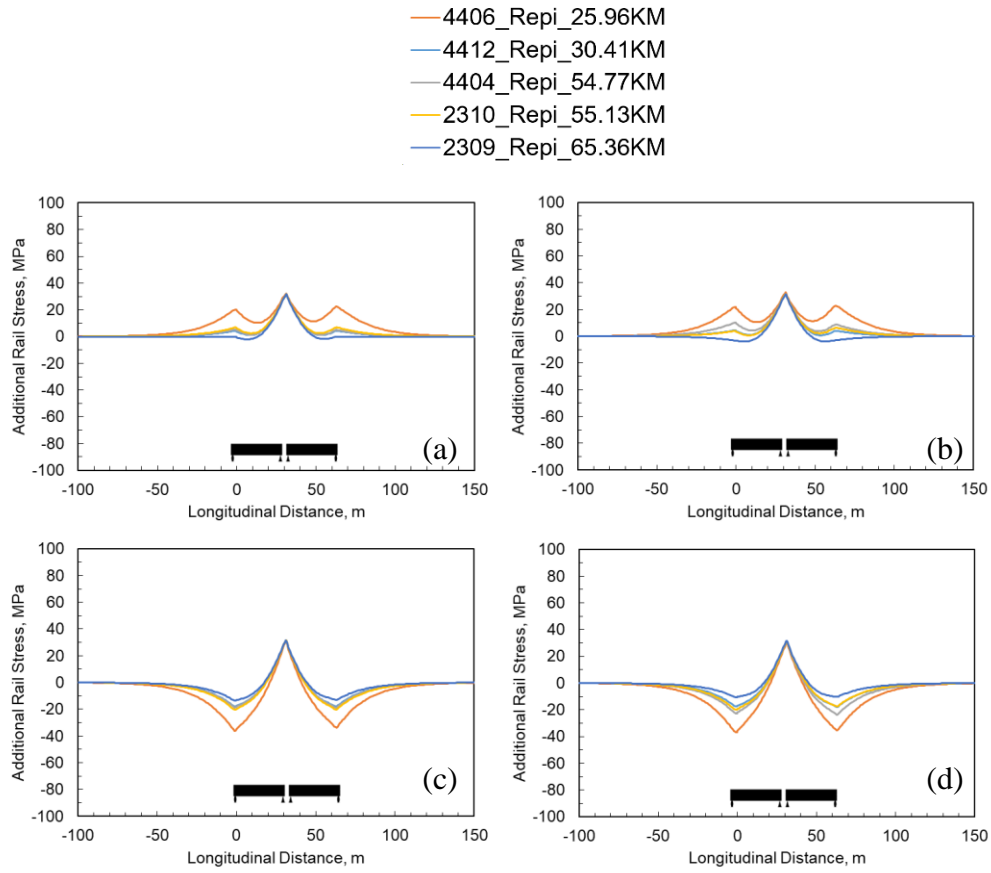 4406_Repi_25.96KM
4412_Repi_30.41KM
4404_Repi_54.77KM
2310_Repi_55.13KM
2309_Repi_65.36KM
Additional Rail Stress, MPa
100
80
60
40
20
0
-20
-40
-60
-80
-100
-100 -50 0 50 100 150
Longitudinal Distance, m
(a)
Additional Rail Stress, MPa
100
80
60
40
20
0
-20
-40
-60
-80
-100
-100 -50 0 50 100 150
Longitudinal Distance, m
(b)
Additional Rail Stress, MPa
100
80
60
40
20
0
-20
-40
-60
-80
-100
-100 -50 0 50 100 150
Longitudinal Distance, m
(c)
Additional Rail Stress, MPa
100
80
60
40
20
0
-20
-40
-60
-80
-100
-100 -50 0 50 100 150
Longitudinal Distance, m
(d)